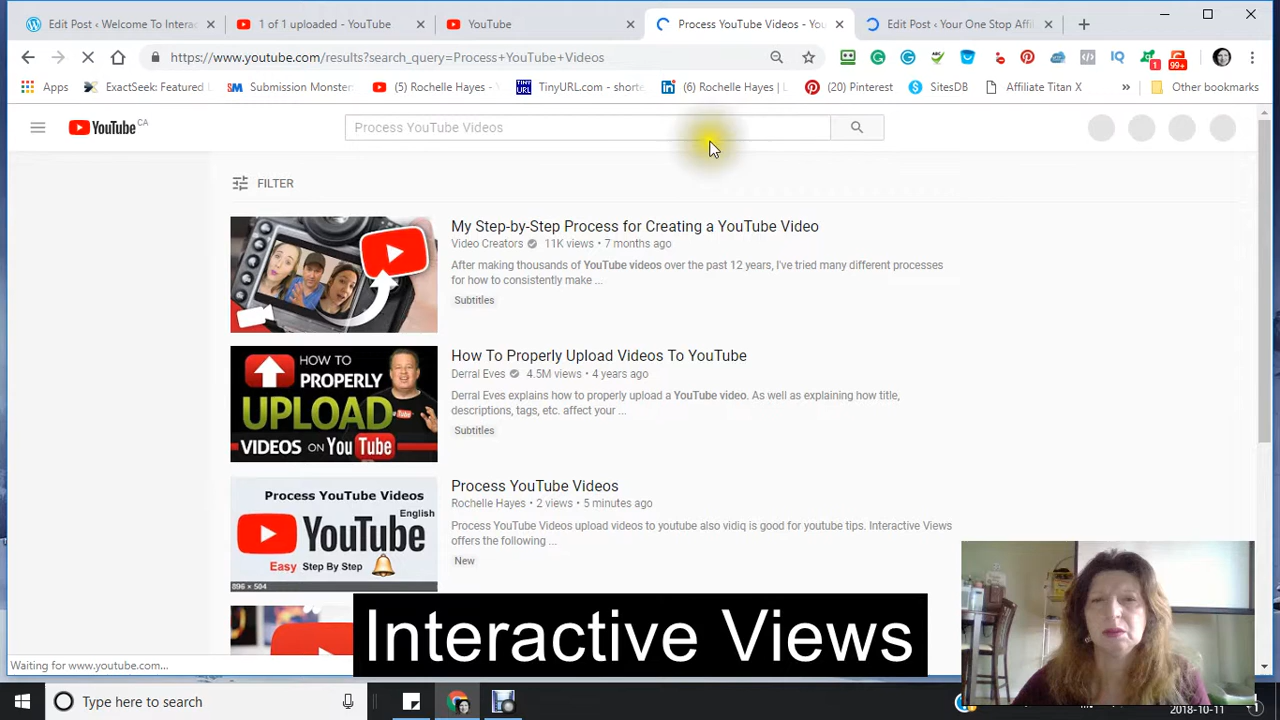 Edit Post ‹ Welcome To Interac
1 of 1 uploaded - YouTube
YouTube
Process YouTube Videos - You
Edit Post ‹ Your One Stop Affil
https://www.youtube.com/results?search_query=Process+YouTube+Videos
1
99+
Apps
ExactSeek: Featured L
Submission Monster
(5) Rochelle Hayes -
TinyURL.com - shorte
(6) Rochelle Hayes | L
(20) Pinterest
SitesDB
Affiliate Titan X
»
Other bookmarks
YouTube CA
Process YouTube Videos
FILTER
My Step-by-Step Process for Creating a YouTube Video
Video Creators 11K views • 7 months ago
After making thousands of YouTube videos over the past 12 years, I've tried many different processes
for how to consistently make ...
Subtitles
HOW TO
PROPERLY
UPLOAD
VIDEOS ON YouTube
How To Properly Upload Videos To YouTube
Derral Eves 4.5M views • 4 years ago
Derral Eves explains how to properly upload a YouTube video. As well as explaining how title,
descriptions, tags, etc. affect your ...
Subtitles
Process YouTube Videos
English
YouTube
Easy Step By Step
896 × 504
Process YouTube Videos
Rochelle Hayes • 2 views • 5 minutes ago
Process YouTube Videos upload videos to youtube also vidiq is good for youtube tips. Interactive Views
offers the following ...
New
Interactive Views
Waiting for www.youtube.com...
Type here to search
2018-10-11
1